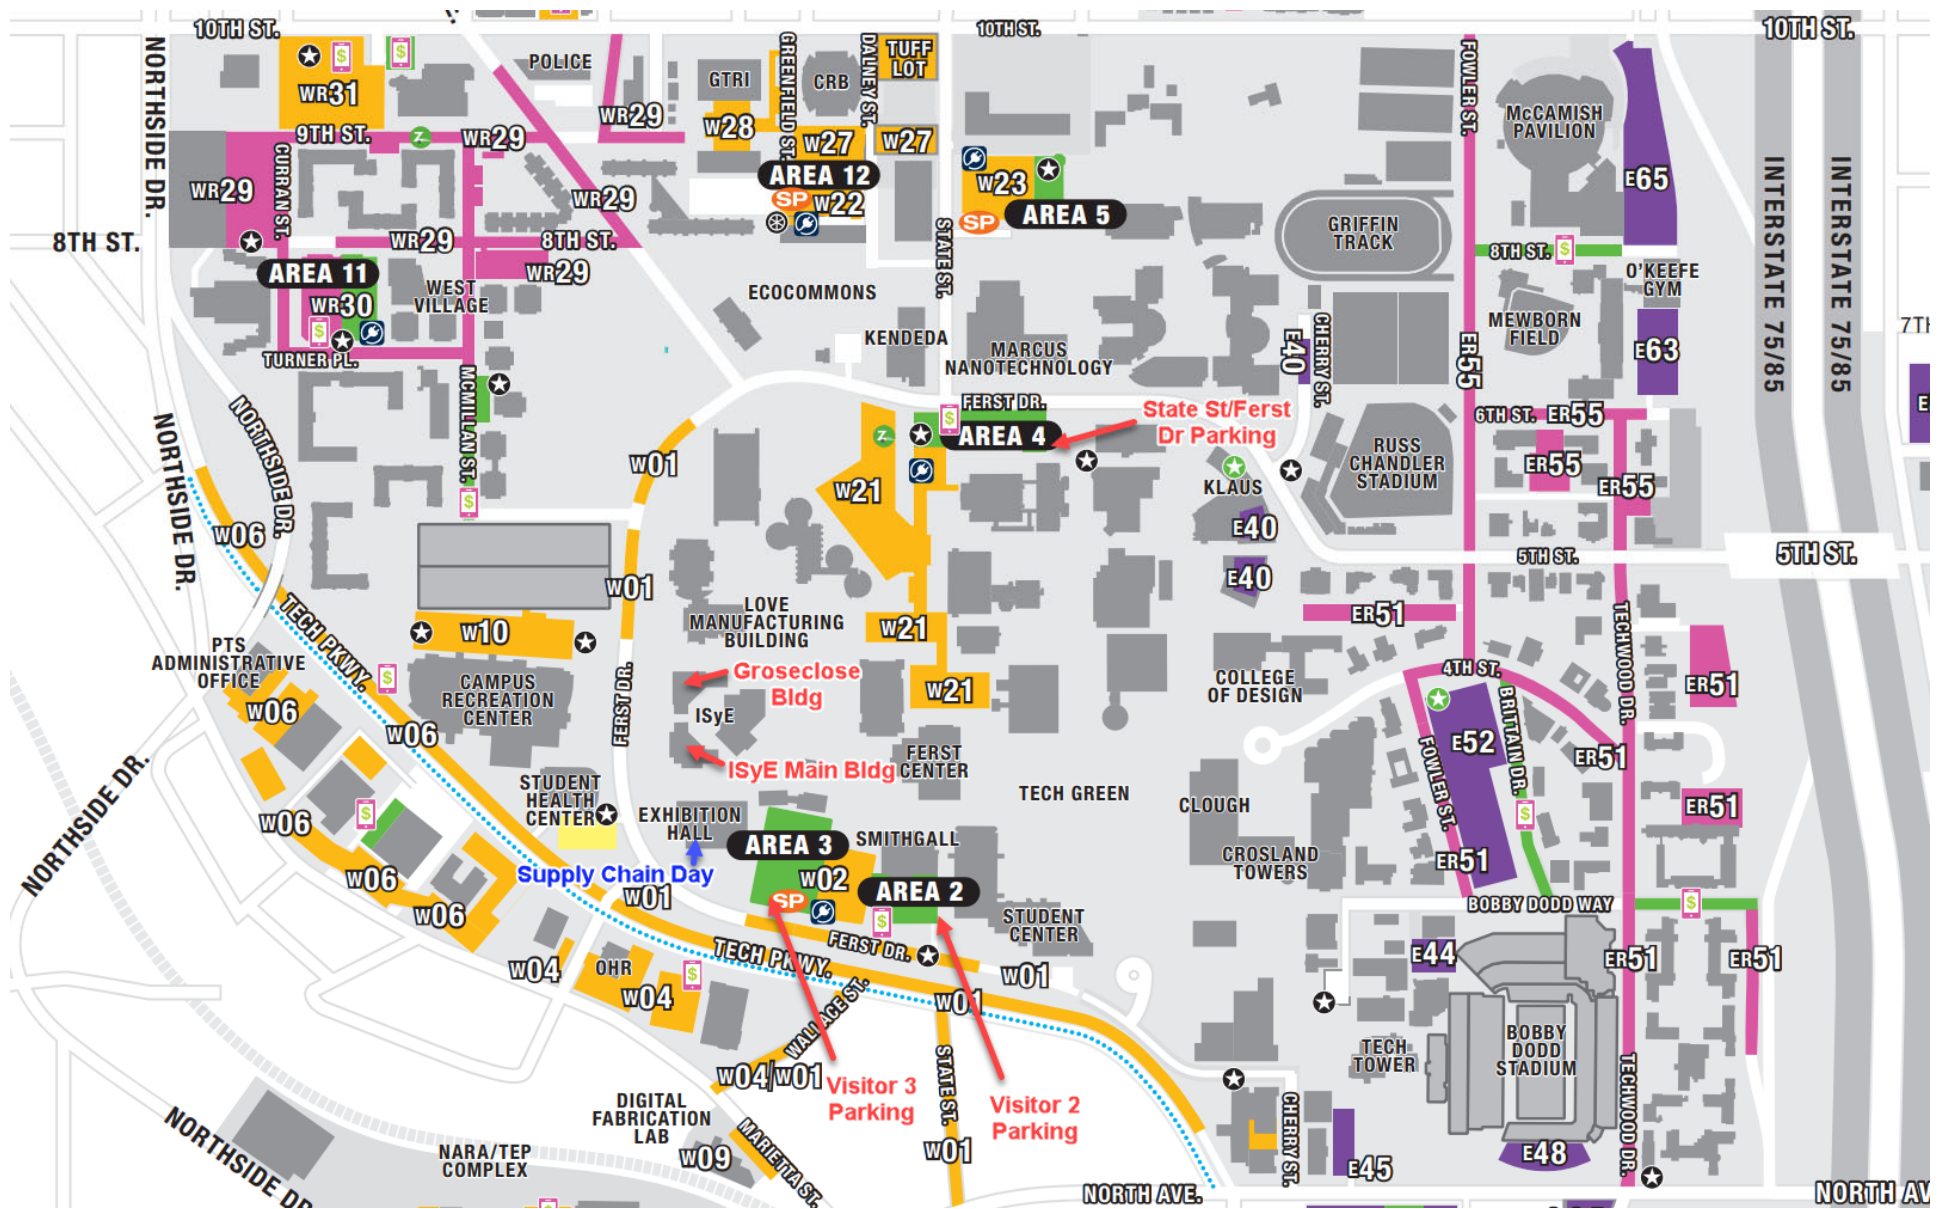 10TH ST.
10TH ST.
10TH ST.
NORTHSIDE DR.
POLICE
GTRI
GREENFIELD ST.
CRB
DALNEY ST.
TUFF
LOT
FOWLER ST.
McCAMISH
PAVILION
WR31
WR29
W28
W27
W27
9TH ST.
WR29
CURRAN ST.
WR29
AREA 12
SP
W22
W23
SP
AREA 5
E65
INTERSTATE 75/85
INTERSTATE 75/85
WR29
8TH ST.
WR29
8TH ST.
WR29
STATE ST.
GRIFFIN
TRACK
8TH ST.
O'KEEFE
GYM
AREA 11
WR30
WEST
VILLAGE
TURNER PL.
ECOCOMMONS
KENDEDA
MARCUS
NANOTECHNOLOGY
E40
CHERRY ST.
ER55
MEWBORN
FIELD
E63
7TH
E
MCMILLAN ST.
NORTHSIDE DR.
NORTHSIDE DR.
FERST DR.
AREA 4
State St/Ferst
Dr Parking
6TH ST.
ER55
RUSS
CHANDLER
STADIUM
ER55
ER55
W01
W21
KLAUS
E40
E40
W06
W01
5TH ST.
5TH ST.
TECH PKWY.
W10
LOVE
MANUFACTURING
BUILDING
W21
ER51
TECHWOOD DR.
PTS
ADMINISTRATIVE
OFFICE
CAMPUS
RECREATION
CENTER
FERST DR.
Groseclose
Bldg
ISyE
W21
COLLEGE
OF DESIGN
4TH ST.
BRITTAIN DR.
ER51
W06
W06
ISyE Main Bldg
FERST
CENTER
FOWLER ST.
E52
ER51
NORTHSIDE DR.
STUDENT
HEALTH
CENTER
EXHIBITION
HALL
TECH GREEN
CLOUGH
ER51
W06
AREA 3
SMITHGALL
CROSLAND
TOWERS
ER51
W06
Supply Chain Day
W02
AREA 2
W06
W01
SP
STUDENT
CENTER
BOBBY DODD WAY
TECH PKWY.
FERST DR.
W01
E44
ER51
ER51
W04
OHR
W04
W01
WALLACE ST.
W04/W01
STATE ST.
TECH
TOWER
BOBBY
DODD
STADIUM
TECHWOOD DR.
Visitor 3
Parking
Visitor 2
Parking
DIGITAL
FABRICATION
LAB
MARIETTA ST.
W09
W01
CHERRY ST.
E45
E48
NORTHSIDE DR.
NARA/TEP
COMPLEX
NORTH AVE.
NORTH AV